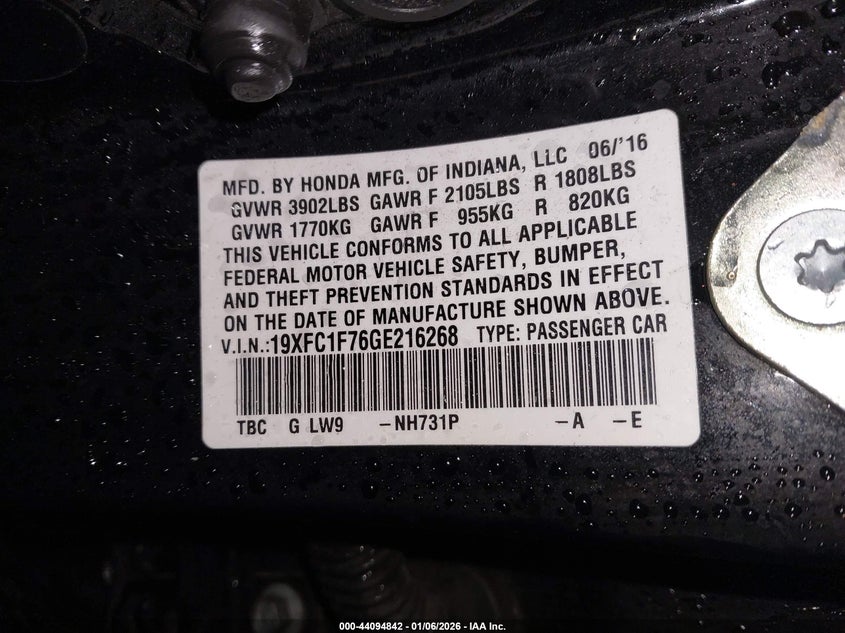 MFD. BY HONDA MFG. OF INDIANA, LLC 06/'16
GVWR 3902LBS GAWR F 2105LBS R 1808LBS
GVWR 1770KG GAWR F 955KG R 820KG
THIS VEHICLE CONFORMS TO ALL APPLICABLE
FEDERAL MOTOR VEHICLE SAFETY, BUMPER,
AND THEFT PREVENTION STANDARDS IN EFFECT
ON THE DATE OF MANUFACTURE SHOWN ABOVE.
V.I.N.:19XFC1F76GE216268 TYPE: PASSENGER CAR
TBC G LW9 -NH731P -A -E
000-44094842 - 01/06/2026 - IAA Inc.